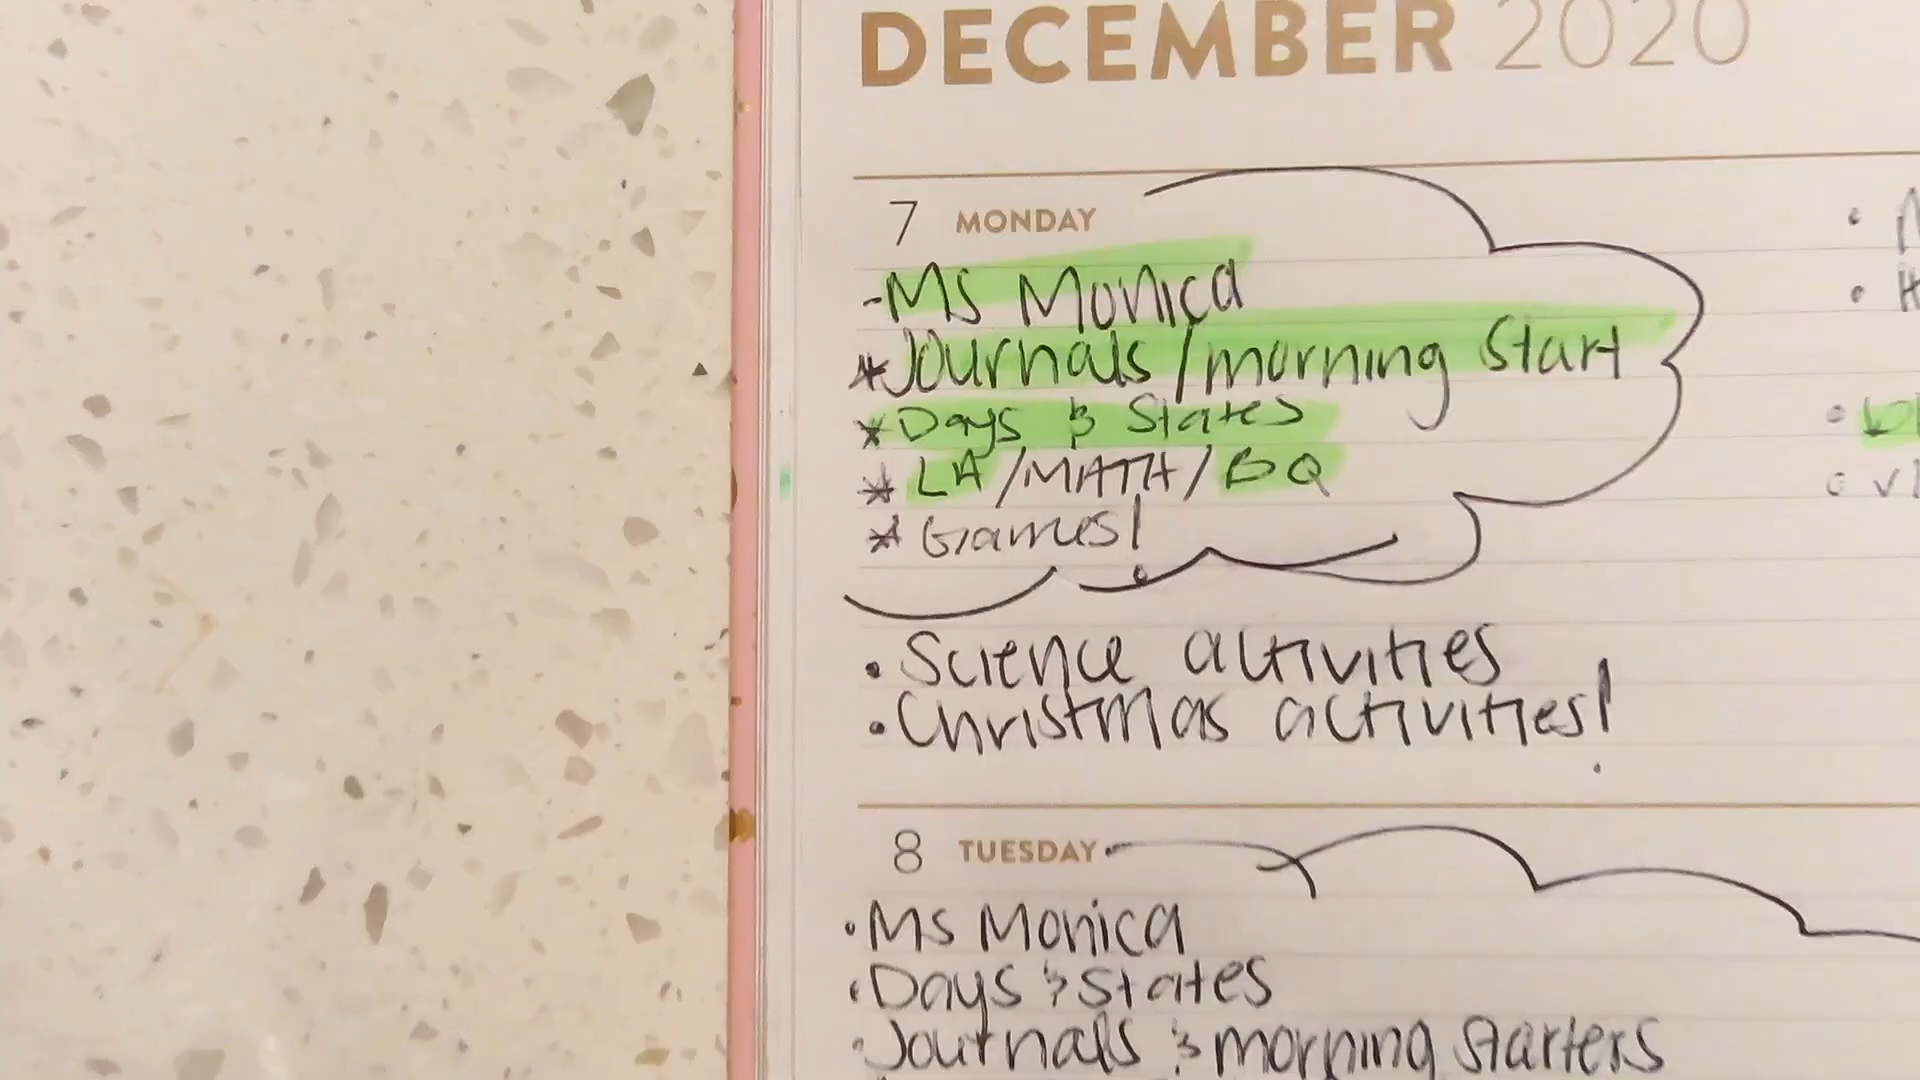 DECEMBER 2020
7 MONDAY
-Ms Monica
*Journals/morning Start
*Days & States
* LA/MATH/BQ
* Games!
• Science activities
• Christmas activities!
8 TUESDAY
• Ms Monica
• Days & States
• Journals & morning starters